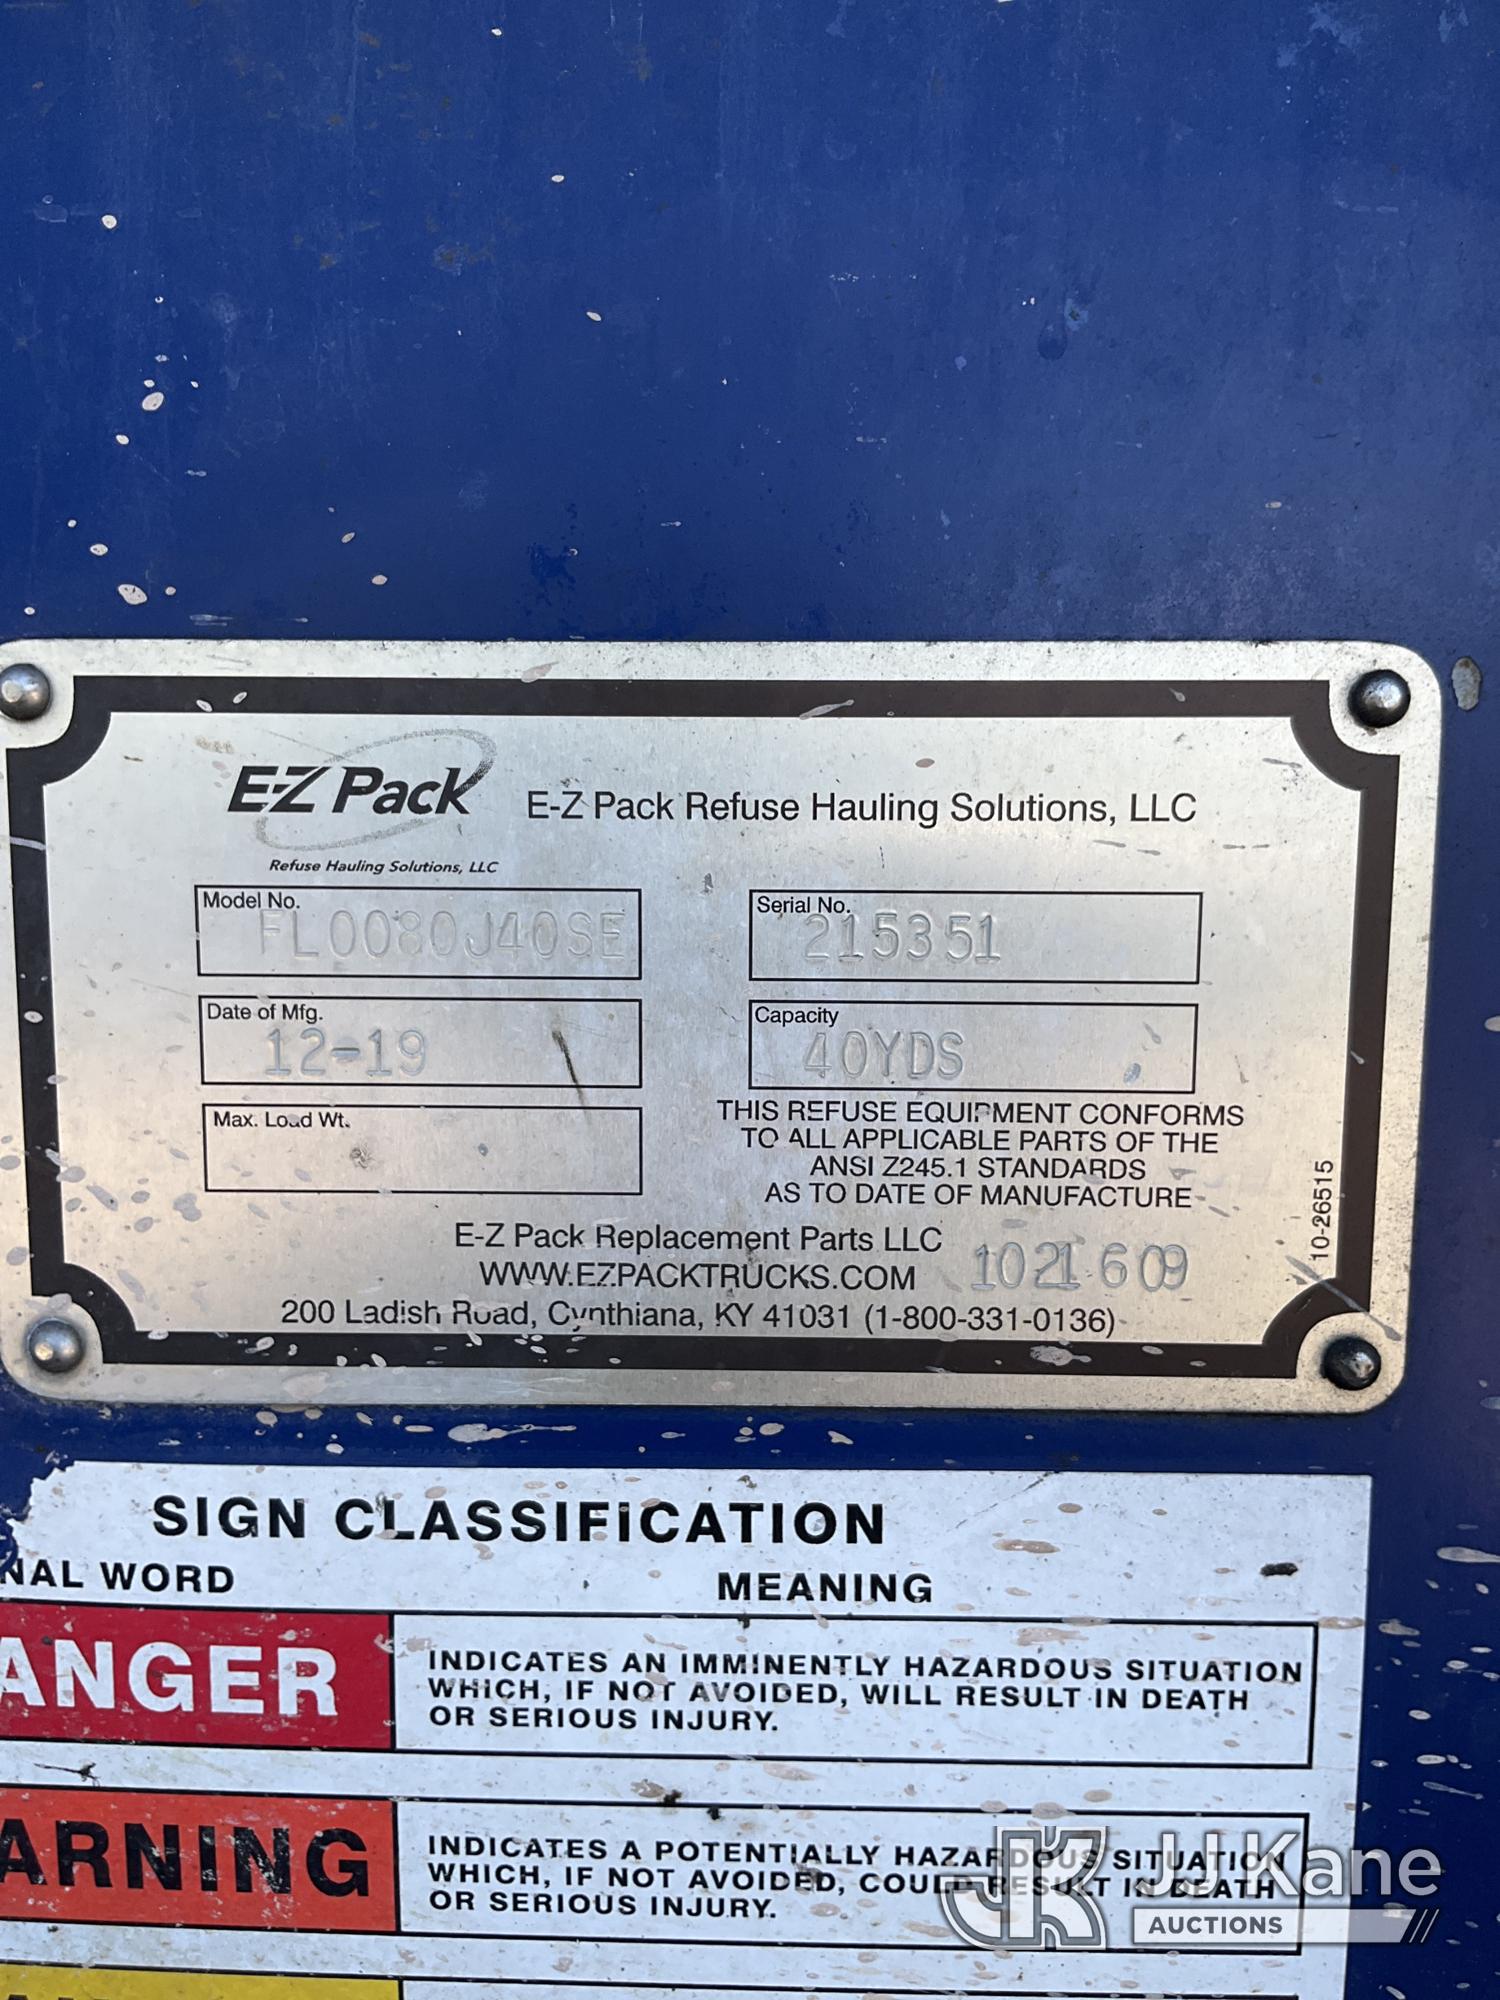 E-Z Pack
Refuse Hauling Solutions, LLC
E-Z Pack Refuse Hauling Solutions, LLC
Model No.
FL0080J40SE
Serial No.
215351
Date of Mfg.
12-19
Capacity
40YDS
Max. Load Wt.
THIS REFUSE EQUIPMENT CONFORMS
TO ALL APPLICABLE PARTS OF THE
ANSI Z245.1 STANDARDS
AS TO DATE OF MANUFACTURE
10-26515
E-Z Pack Replacement Parts LLC
WWW.EZPACKTRUCKS.COM
1021609
200 Ladish Road, Cynthiana, KY 41031 (1-800-331-0136)
SIGN CLASSIFICATION
NAL WORD
MEANING
ANGER
INDICATES AN IMMINENTLY HAZARDOUS SITUATION
WHICH, IF NOT AVOIDED, WILL RESULT IN DEATH
OR SERIOUS INJURY.
ARNING
INDICATES A POTENTIALLY HAZARDOUS SITUATION
WHICH, IF NOT AVOIDED, COULD RESULT IN DEATH
OR SERIOUS INJURY.
JK
JJ Kane
AUCTIONS